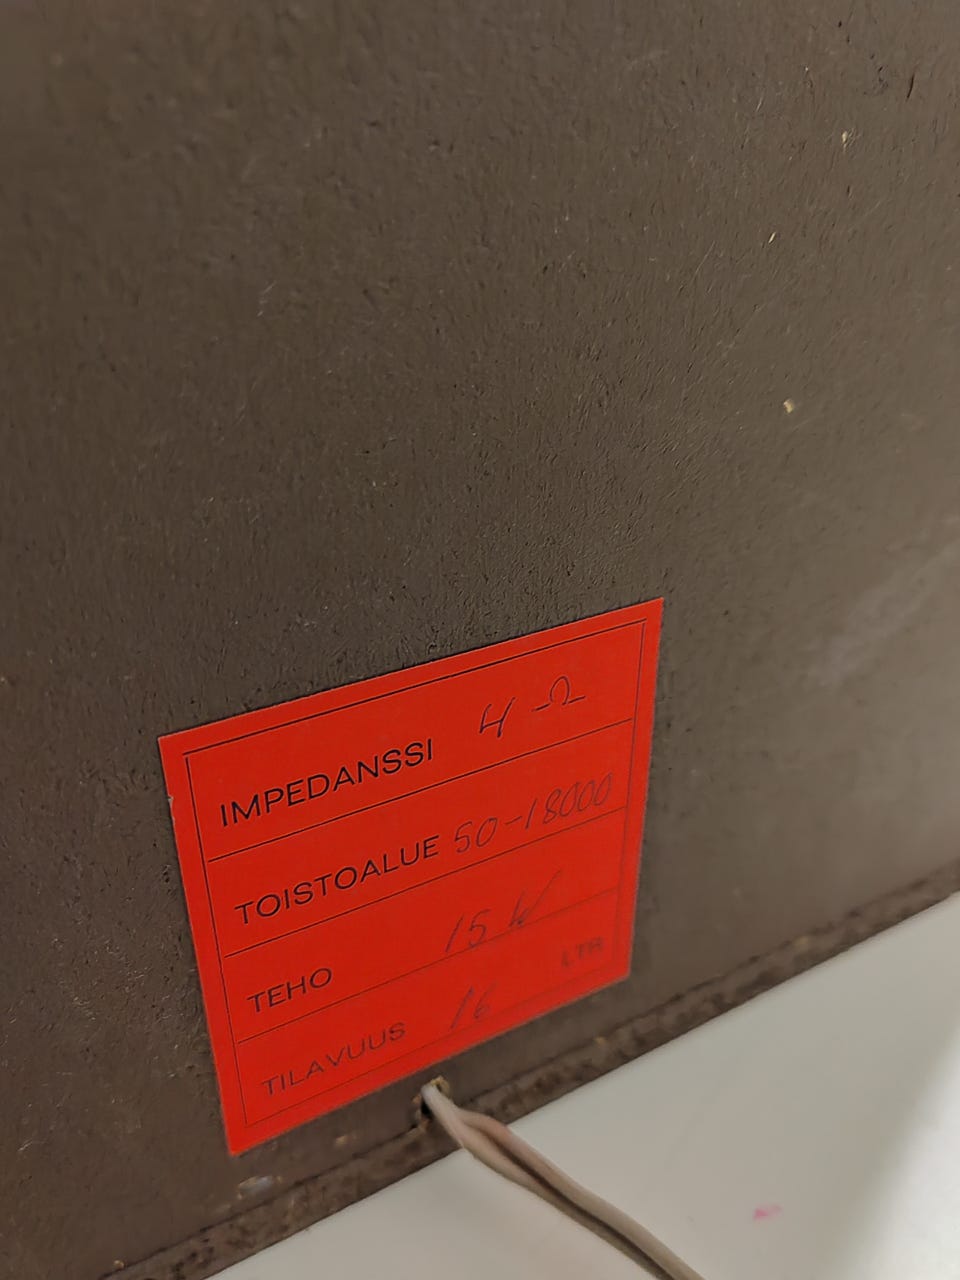 IMPEDANSSI 4 Ω
TOISTOALUE 50-18000
TEHO 15 W
TILAVUUS 16 LTR